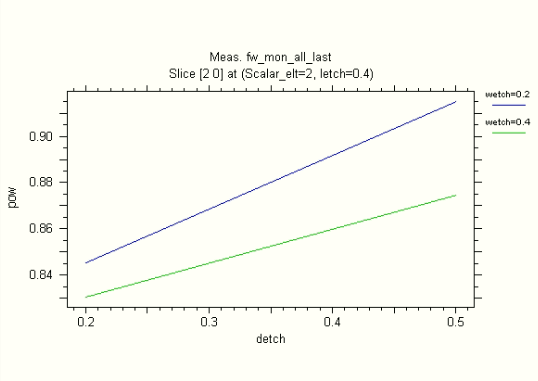 Meas. fw_mon_all_last
Slice [2 0] at (Scalar_elt=2, letch=0.4)
wetch=0.2
wetch=0.4
pow
0.90
0.88
0.86
0.84
0.2 0.3 0.4 0.5
detch